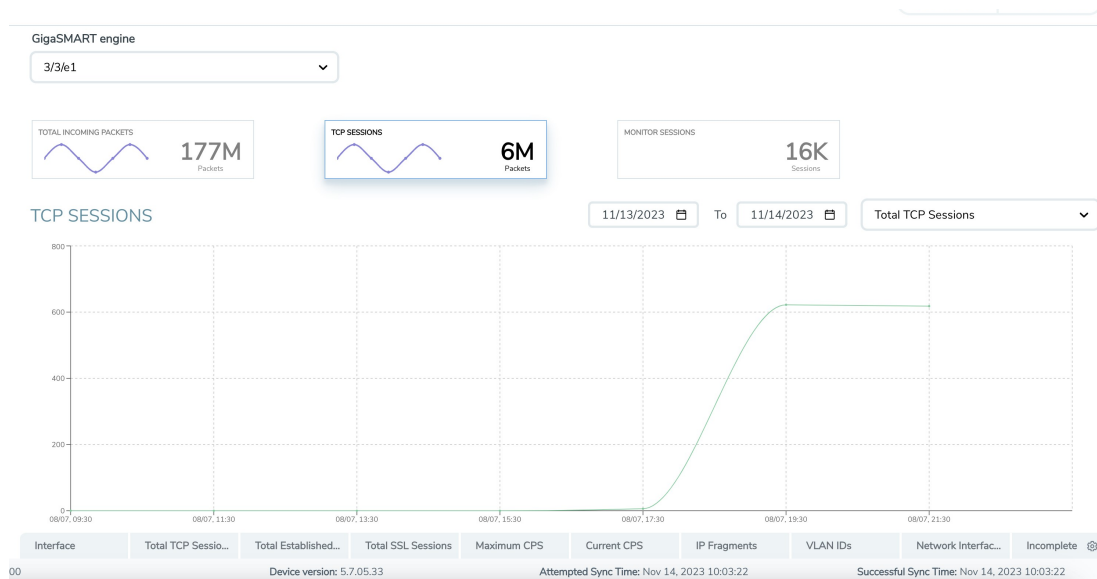 GigaSMART engine
3/3/e1
TOTAL INCOMING PACKETS
177M
Packets
TCP SESSIONS
6M
Packets
MONITOR SESSIONS
16K
Sessions
TCP SESSIONS
11/13/2023 To 11/14/2023 Total TCP Sessions
800
600
400
200
0
08/07, 09:30 08/07, 11:30 08/07, 13:30 08/07, 15:30 08/07, 17:30 08/07, 19:30 08/07, 21:30
Interface Total TCP Sessio... Total Established... Total SSL Sessions Maximum CPS Current CPS IP Fragments VLAN IDs Network Interfac... Incomplete
00 Device version: 5.7.05.33 Attempted Sync Time: Nov 14, 2023 10:03:22 Successful Sync Time: Nov 14, 2023 10:03:22